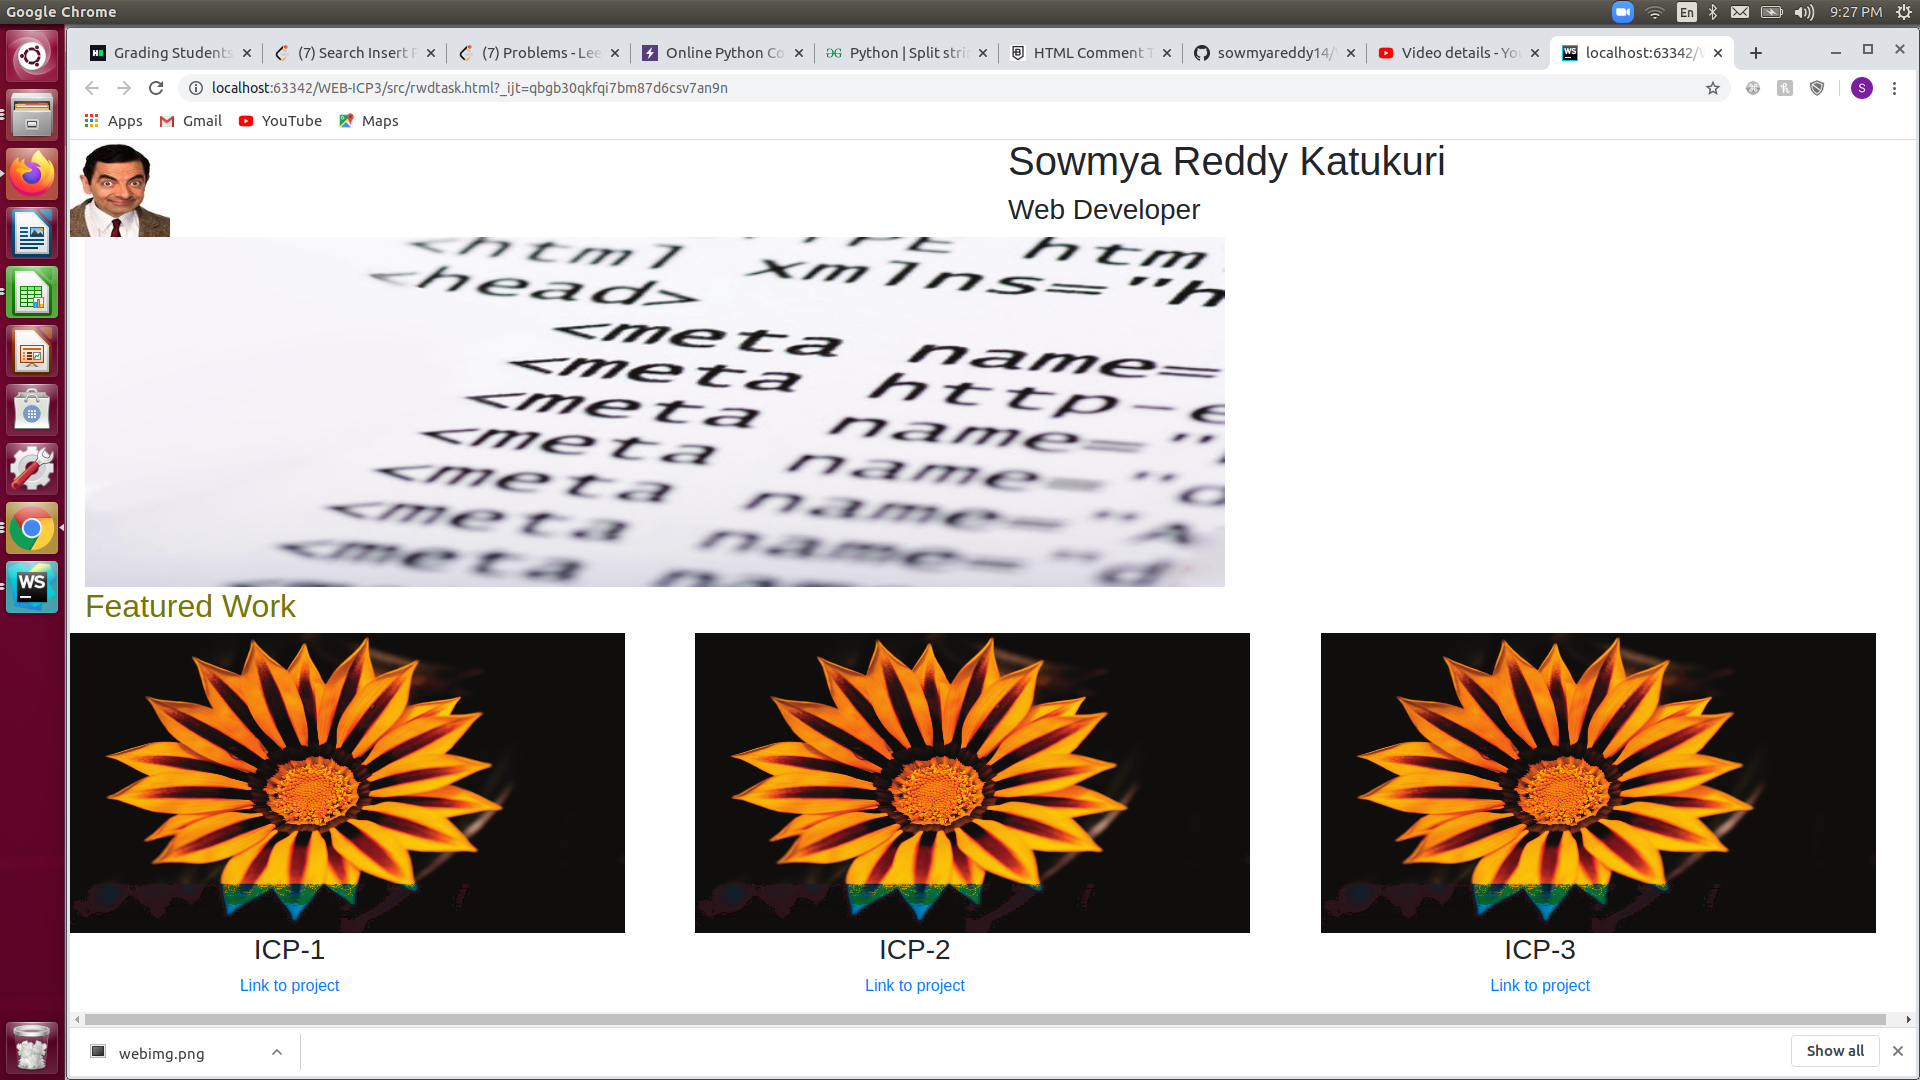 Google Chrome
En
9:27 PM
Grading Students
(7) Search Insert P
(7) Problems - Lee
Online Python Co
Python | Split strin
HTML Comment T
sowmyareddy14/
Video details - You
localhost:63342/
localhost:63342/WEB-ICP3/src/rwdtask.html?_ijt=qbgb30qkfqi7bm87d6csv7an9n
S
Apps
Gmail
YouTube
Maps
Sowmya Reddy Katukuri
Web Developer
<html
htm
<head>
xmlns="h
<meta name=
<meta http-e
<meta name="
<meta name="d
<meta name="A
<meta name="d
<meta
Featured Work
ICP-1
ICP-2
ICP-3
Link to project
Link to project
Link to project
WS
webimg.png
Show all